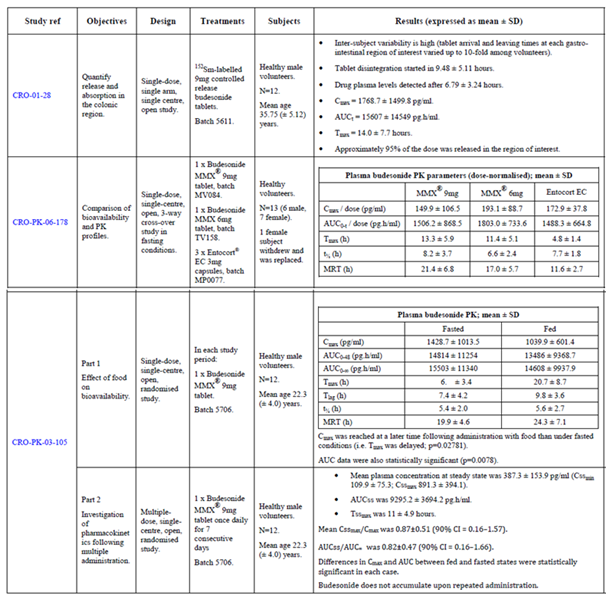 Study ref Objectives Design Treatments Subjects Results (expressed as mean ± SD)
CRO-01-28
Quantify
release and
absorption in
the colonic
region.
Single-dose,
single arm,
single centre,
open study.
152Sm-labelled
9mg controlled
release
budesonide
tablets.
Batch 5611.
Healthy male
volunteers.
N=12.
Mean age
35.75 (± 5.12)
years.
• Inter-subject variability is high (tablet arrival and leaving times at each gastro-
intestinal region of interest varied up to 10-fold among volunteers).
• Tablet disintegration started in 9.48 ± 5.11 hours.
• Drug plasma levels detected after 6.79 ± 3.24 hours.
• Cmax = 1768.7 ± 1499.8 pg/ml.
• AUCt = 15607 ± 14549 pg.h/ml.
• Tmax = 14.0 ± 7.7 hours.
• Approximately 95% of the dose was released in the region of interest.
CRO-PK-06-178
Comparison of
bioavailability
and PK
profiles.
Single-dose,
single-centre,
open, 3-way
cross-over
study in
fasting
conditions.
1 x Budesonide
MMX® 9mg
tablet, batch
MV084.
1 x Budesonide
MMX 6mg
tablet, batch
TV158.
3 x Entocort®
EC 3mg
capsules, batch
MP0077.
Healthy
volunteers.
N=13 (6 male,
7 female).
1 female
subject
withdrew and
was replaced.
Plasma budesonide PK parameters (dose-normalised); mean ± SD
MMX® 9mg MMX® 6mg Entocort EC
Cmax / dose (pg/ml) 149.9 ± 106.5 193.1 ± 88.7 172.9 ± 37.8
AUC0-t / dose (pg.h/ml) 1506.2 ± 868.5 1803.0 ± 733.6 1488.3 ± 664.8
Tmax (h) 13.3 ± 5.9 11.4 ± 5.1 4.8 ± 1.4
t½ (h) 8.2 ± 3.7 6.6 ± 2.4 7.7 ± 1.8
MRT (h) 21.4 ± 6.8 17.0 ± 5.7 11.6 ± 2.7
CRO-PK-03-105
Part 1
Effect of food
on
bioavailability.
Single-dose,
single-centre,
open,
randomised
study.
In each study
period:
1 x Budesonide
MMX® 9mg
tablet.
Batch 5706.
Healthy male
volunteers.
N=12.
Mean age 22.3
(± 4.0) years.
Plasma budesonide PK; mean ± SD
Fasted Fed
Cmax (pg/ml) 1428.7 ± 1013.5 1039.9 ± 601.4
AUC0-td (pg.h/ml) 14814 ± 11254 13486 ± 9368.7
AUC0-∞ (pg.h/ml) 15503 ± 11340 14608 ± 9937.9
Tmax (h) 6. ± 3.4 20.7 ± 8.7
Tlag (h) 7.4 ± 4.2 9.8 ± 3.6
t½ (h) 5.4 ± 2.0 5.6 ± 2.7
MRT (h) 19.9 ± 4.6 24.3 ± 7.1
Cmax was reached at a later time following administration with food than under fasted
conditions (i.e. Tmax was delayed; p=0.02781).
AUC data were also statistically significant (p=0.0078).
Part 2
Investigation
of
pharmacokinet
ics following
multiple
administration.
Multiple-
dose, single-
centre, open,
randomised
study.
1 x Budesonide
MMX® 9mg
tablet once daily
for 7
consecutive
days
Batch 5706.
Healthy male
volunteers.
N=12.
Mean age 22.3
(± 4.0) years.
• Mean plasma concentration at steady state was 387.3 ± 153.9 pg/ml (Cssmin
109.9 ± 75.3; Cssmax 891.3 ± 394.1).
• AUCss was 9295.2 ± 3694.2 pg.h/ml.
• Tssmax was 11 ± 4.9 hours.
Mean Cssmax/Cmax was 0.87±0.51 (90% CI = 0.16–1.57).
AUCss/AUC∞ was 0.82±0.47 (90% CI = 0.16–1.66).
Differences in Cmax and AUC between fed and fasted states were statistically
significant in each case.
Budesonide does not accumulate upon repeated administration.